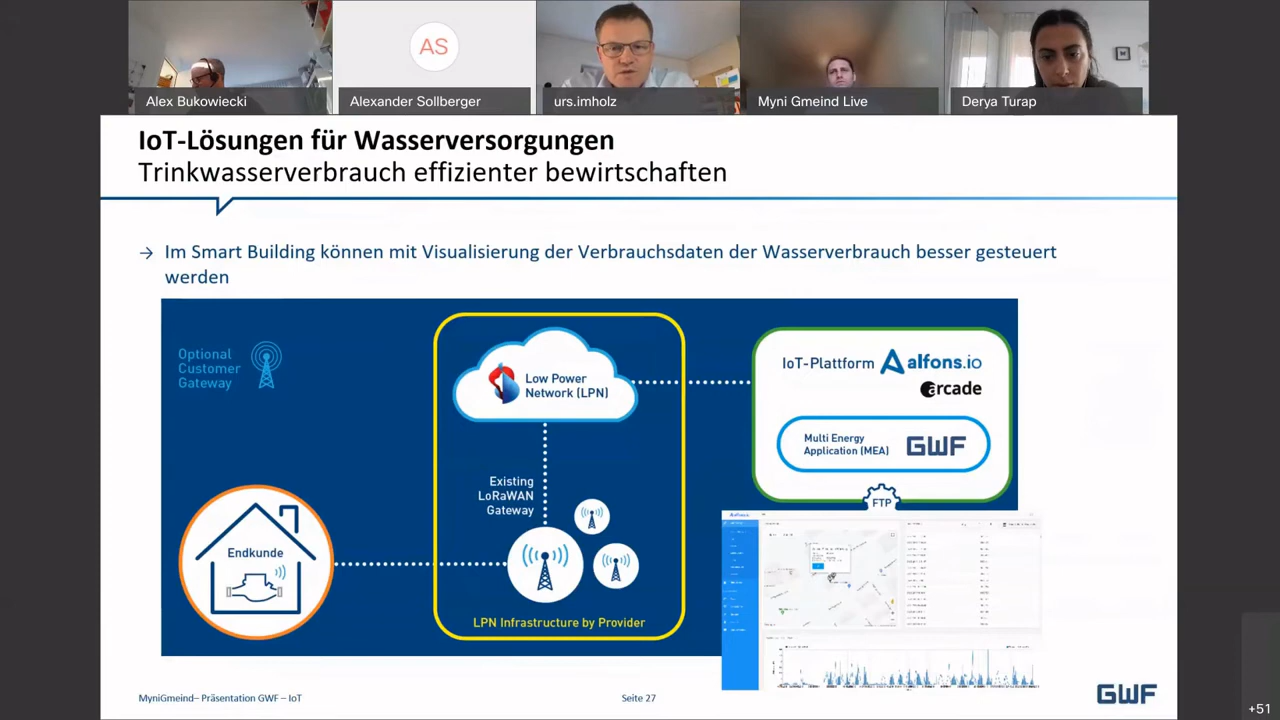 AS
Alex Bukowiecki
Alexander Sollberger
urs.imholz
Myni Gmeind Live
Derya Turap
IoT-Lösungen für Wasserversorgungen
Trinkwasserverbrauch effizienter bewirtschaften
→ Im Smart Building können mit Visualisierung der Verbrauchsdaten der Wasserverbrauch besser gesteuert
werden
Optional
Customer
Gateway
Low Power
Network (LPN)
IoT-Plattform alfons.io
arcade
Multi Energy
Application (MEA)
GWF
Existing
LoRaWAN
Gateway
FTP
Endkunde
LPN Infrastructure by Provider
alfons.io
MyniGmeind– Präsentation GWF – IoT
Seite 27
GWF
+51